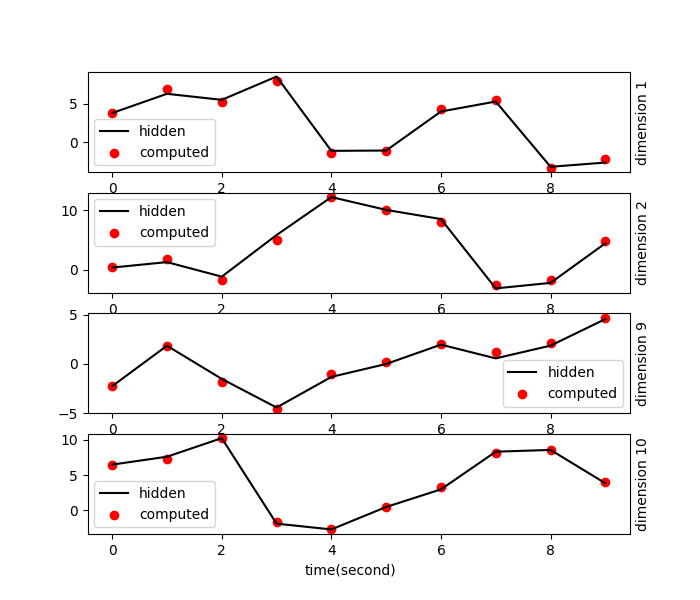 5
0
hidden
computed
0 2 4 6 8
dimension 1
10
0
hidden
computed
0 2 4 6 8
dimension 2
5
0
−5
hidden
computed
0 2 4 6 8
dimension 9
10
5
0
hidden
computed
0 2 4 6 8
dimension 10
time(second)